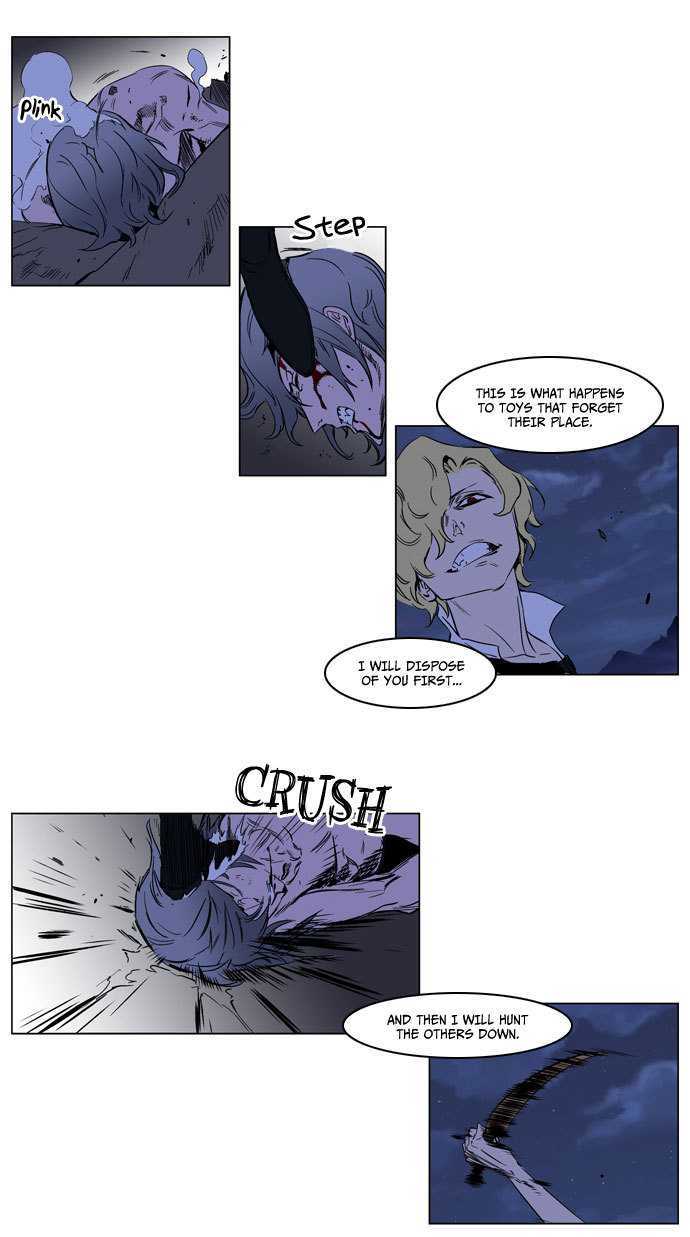 Plink
Step
THIS IS WHAT HAPPENS
TO TOYS THAT FORGET
THEIR PLACE.
I WILL DISPOSE
OF YOU FIRST...
CRUSH
AND THEN I WILL HUNT
THE OTHERS DOWN.